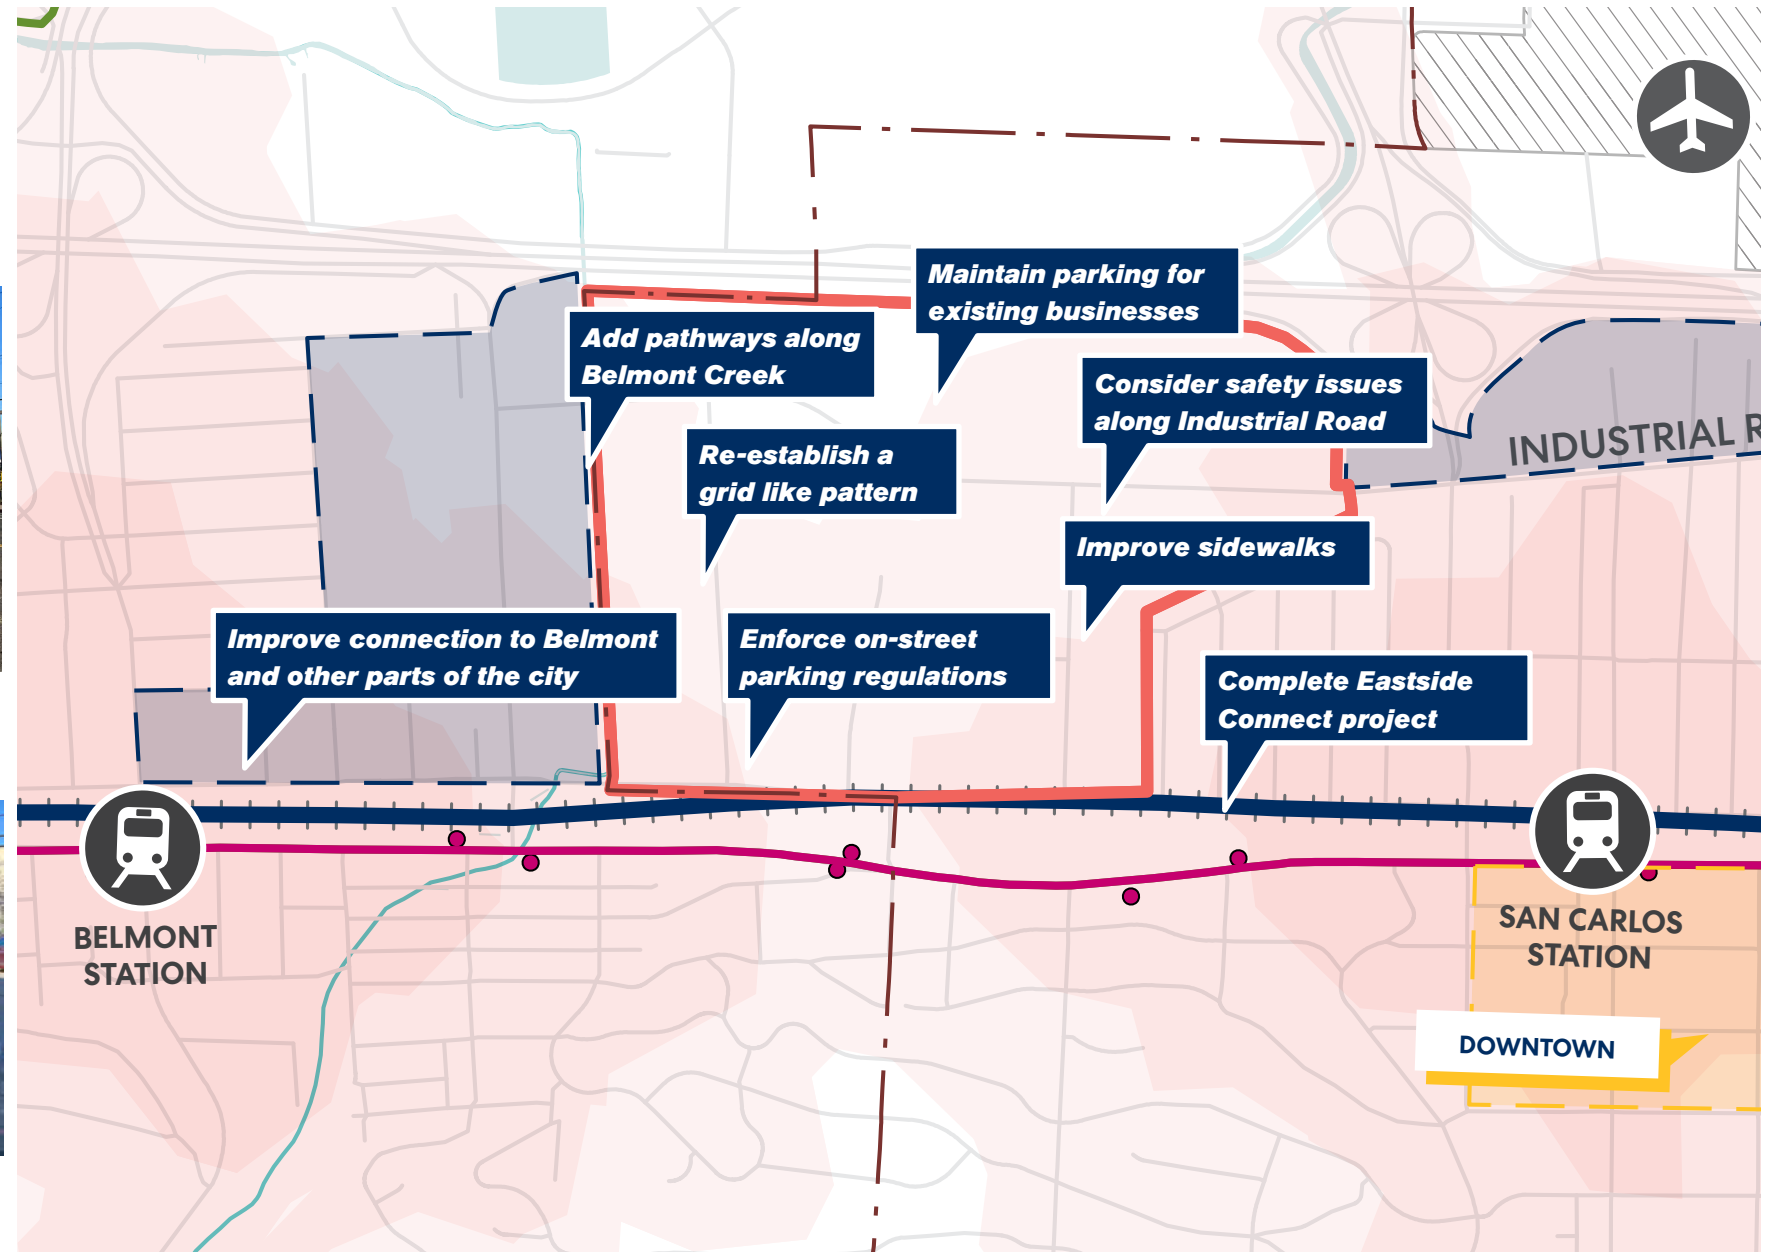 Maintain parking for
existing businesses
Add pathways along
Belmont Creek
Consider safety issues
along Industrial Road
INDUSTRIAL R
Re-establish a
grid like pattern
Improve sidewalks
Improve connection to Belmont
and other parts of the city
Enforce on-street
parking regulations
Complete Eastside
Connect project
BELMONT
STATION
SAN CARLOS
STATION
DOWNTOWN